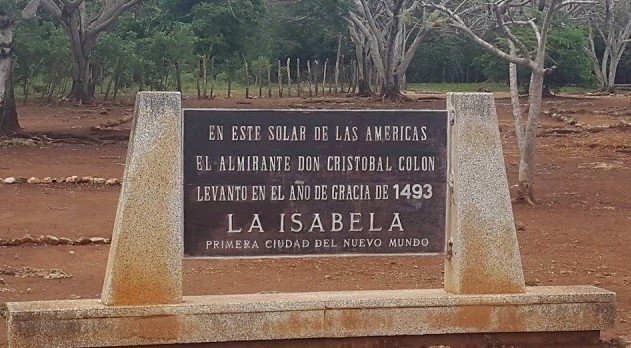 EN ESTE SOLAR DE LAS AMERICAS
EL ALMIRANTE DON CRISTOBAL COLON
LEVANTO EN EL AÑO DE GRACIA DE 1493
LA ISABELA
PRIMERA CIUDAD DEL NUEVO MUNDO